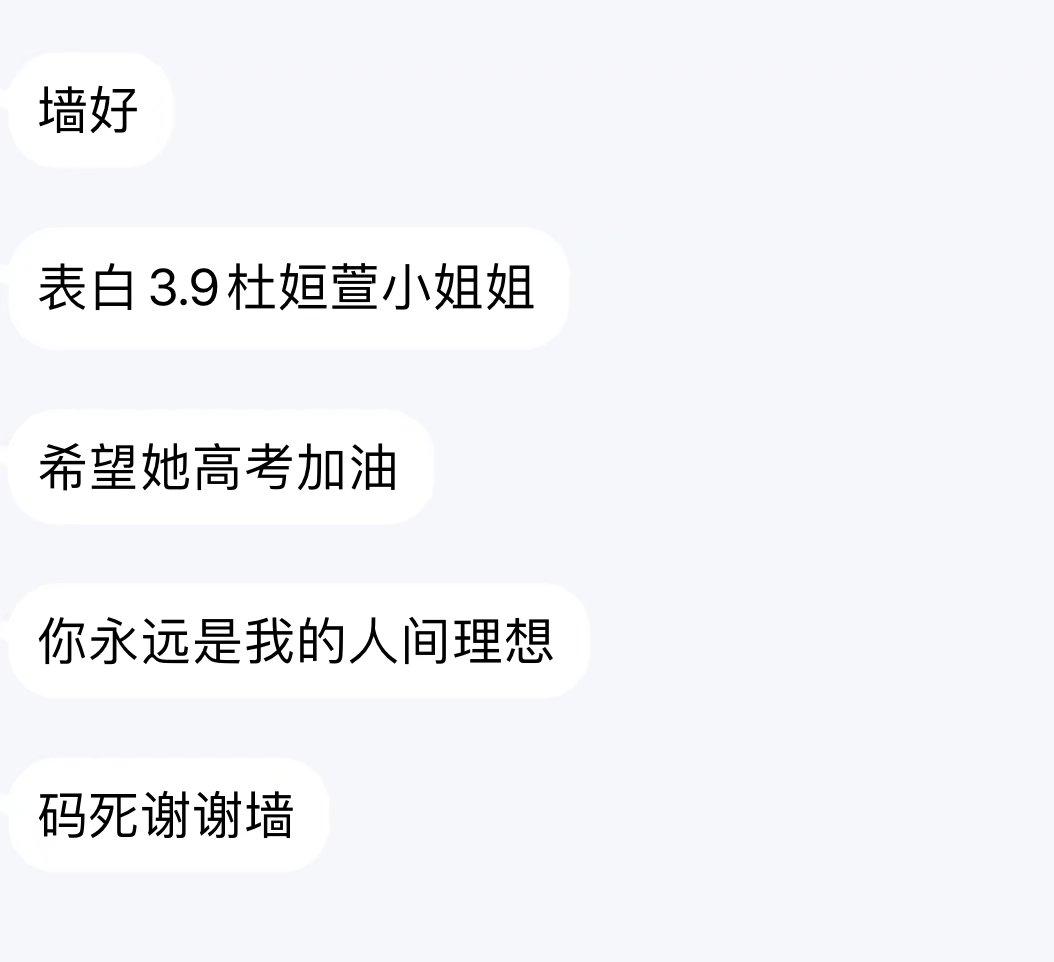 墙好
表白3.9杜姮萱小姐姐
希望她高考加油
你永远是我的人间理想
码死谢谢墙